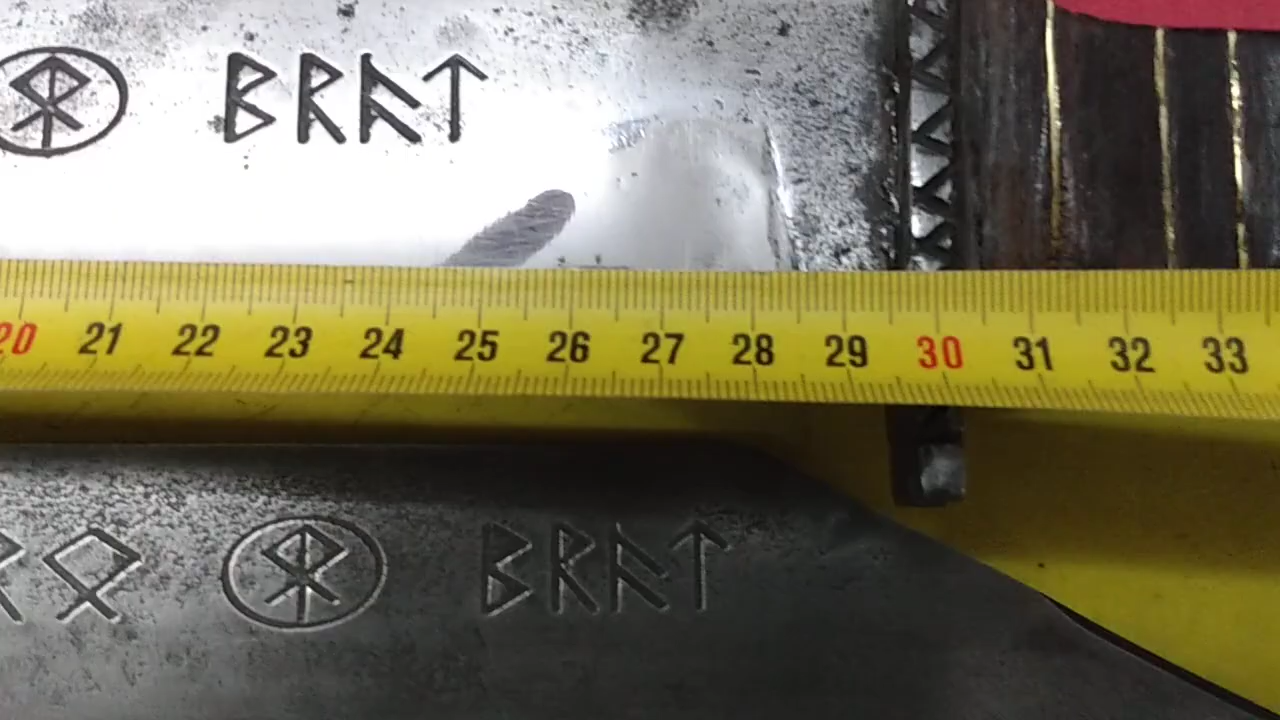 ᛒᚱᚨᛏ
20 21 22 23 24 25 26 27 28 29 30 31 32 33
ᛟ ᛒᚱᚨᛏ